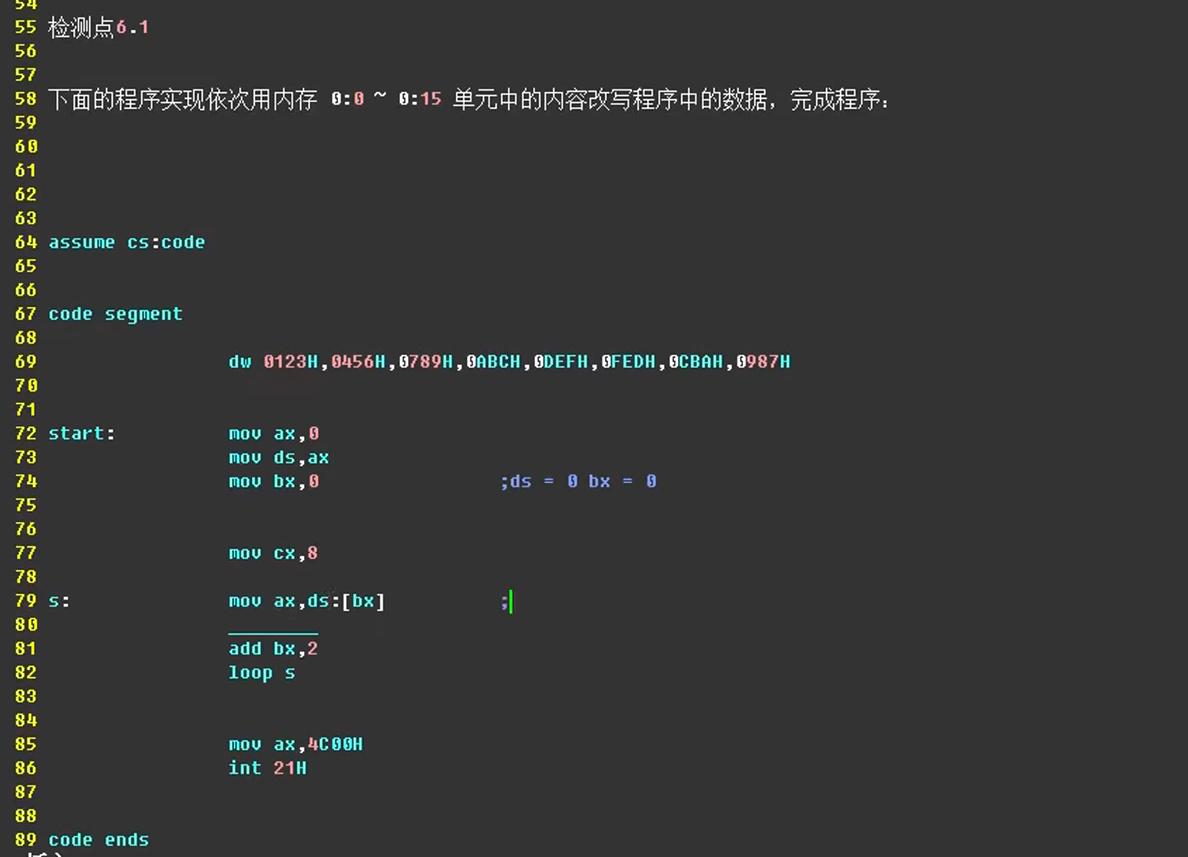 54
55 检测点6.1
56
57
58 下面的程序实现依次用内存 0:0 ~ 0:15 单元中的内容改写程序中的数据，完成程序：
59
60
61
62
63
64 assume cs:code
65
66
67 code segment
68
69 dw 0123H,0456H,0789H,0ABCH,0DEFH,0FEDH,0CBAH,0987H
70
71
72 start: mov ax,0
73 mov ds,ax
74 mov bx,0 ;ds = 0 bx = 0
75
76
77 mov cx,8
78
79 s: mov ax,ds:[bx] ;
80 ________
81 add bx,2
82 loop s
83
84
85 mov ax,4C00H
86 int 21H
87
88
89 code ends